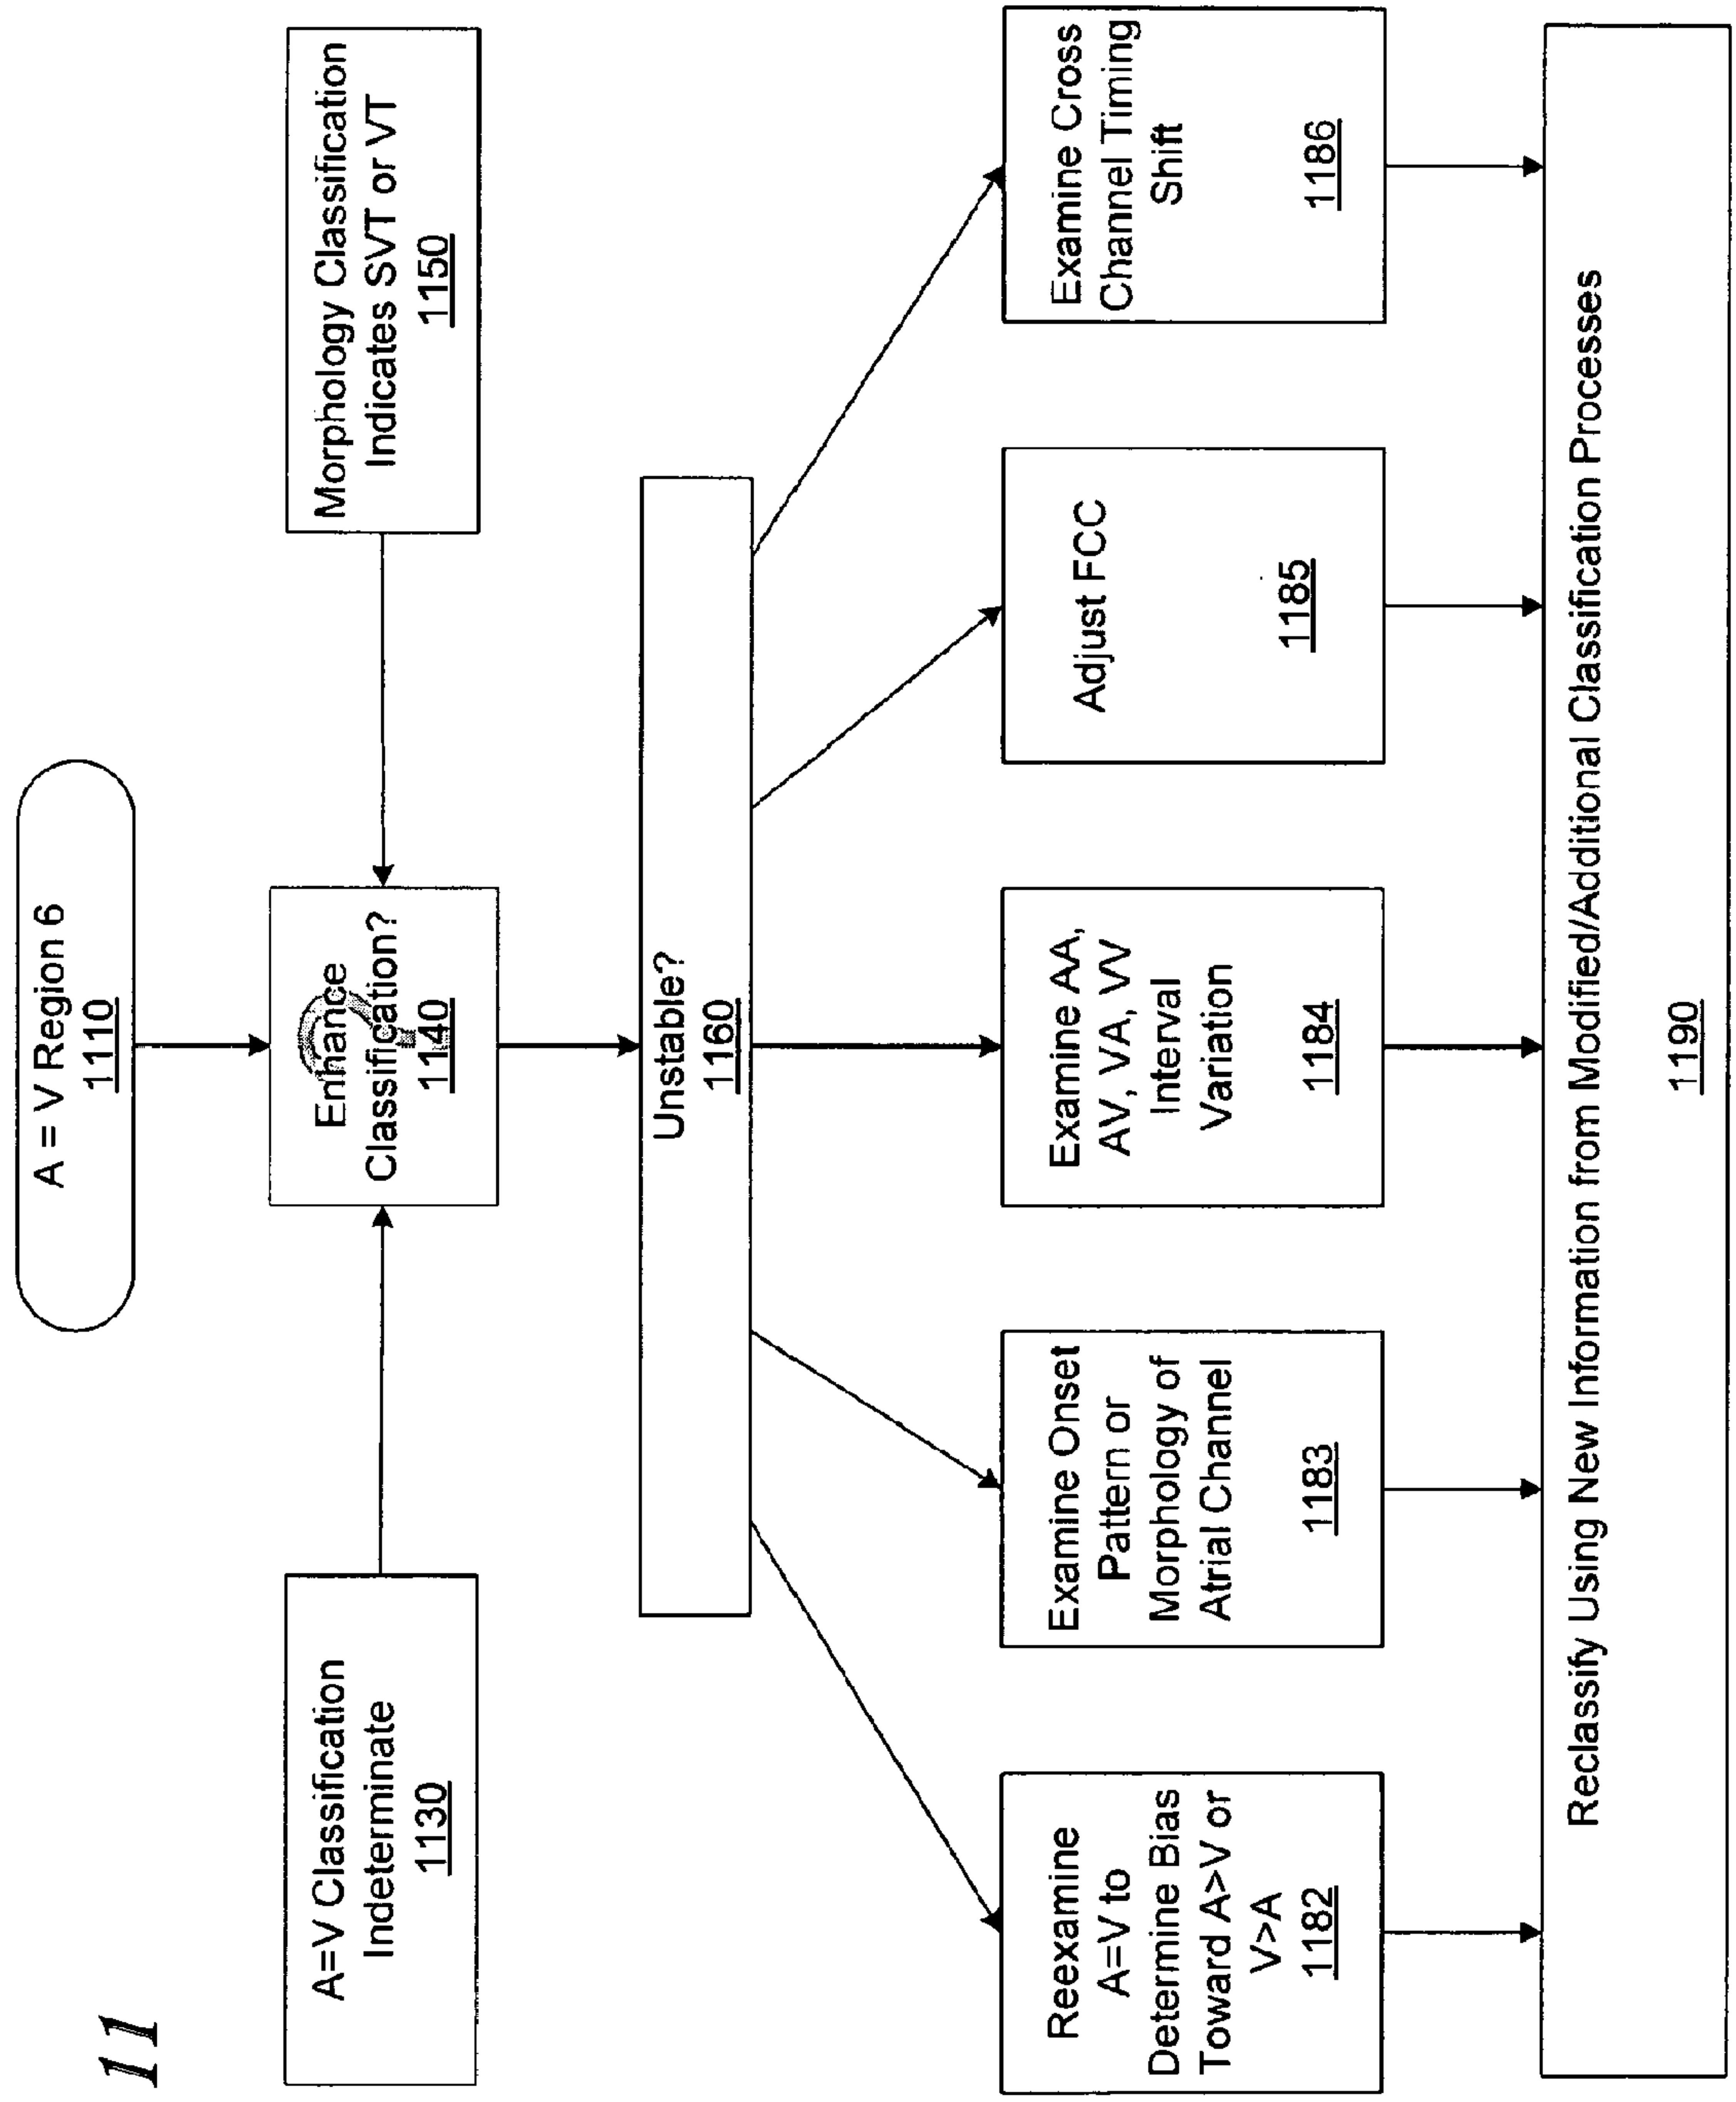 11
A = V Region 6
1110
A=V Classification
Indeterminate
1130
Enhance
Classification?
1140
Morphology Classification
Indicates SVT or VT
1150
Unstable?
1160
Reexamine
A=V to
Determine Bias
Toward A>V or
V>A
1182
Examine Onset
Pattern or
Morphology of
Atrial Channel
1183
Examine AA,
AV, VA, VV
Interval
Variation
1184
Adjust FCC
1185
Examine Cross
Channel Timing
Shift
1186
Reclassify Using New Information from Modified/Additional Classification Processes
1190